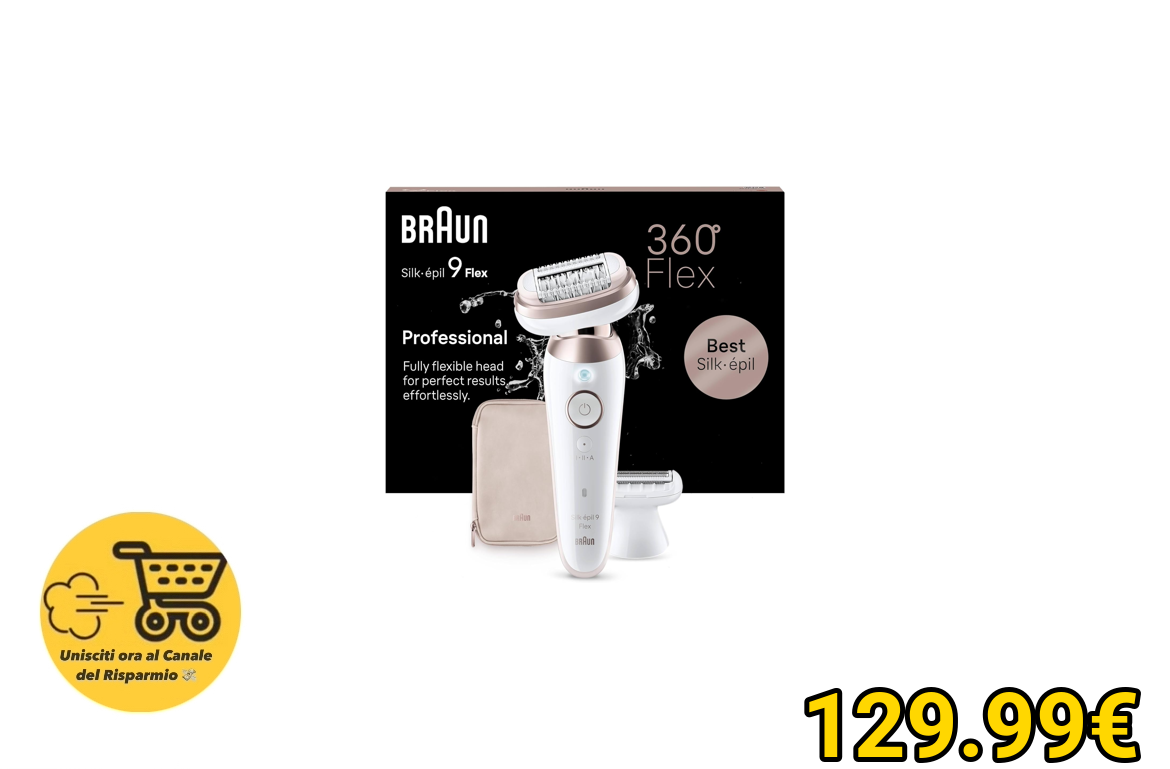 BRAUN
Silk·épil 9 Flex
360°
Flex
Professional
Fully flexible head
for perfect results,
effortlessly.
Best
Silk·épil
BRAUN
Silk·épil 9
Flex
BRAUN
Unisciti ora al Canale
del Risparmio 💸
129.99€